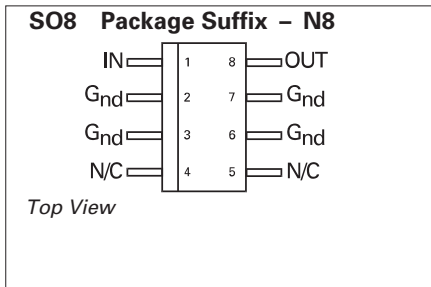 SO8 Package Suffix – N8
IN 1 8 OUT
Gnd 2 7 Gnd
Gnd 3 6 Gnd
N/C 4 5 N/C
Top View